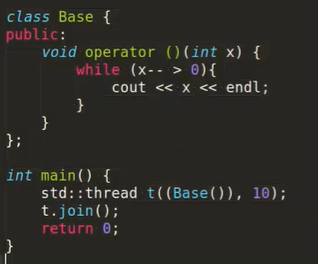 class Base {
public:
    void operator ()(int x) {
        while (x-- > 0){
            cout << x << endl;
        }
    }
};

int main() {
    std::thread t((Base()), 10);
    t.join();
    return 0;
}